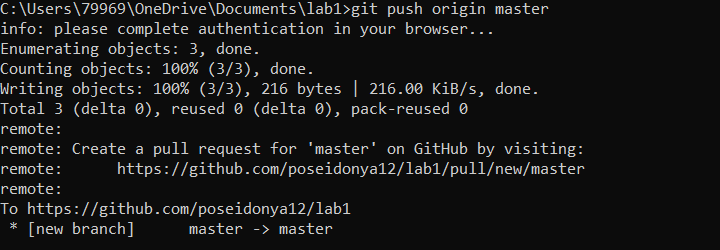 C:\Users\79969\OneDrive\Documents\lab1>git push origin master
info: please complete authentication in your browser...
Enumerating objects: 3, done.
Counting objects: 100% (3/3), done.
Writing objects: 100% (3/3), 216 bytes | 216.00 KiB/s, done.
Total 3 (delta 0), reused 0 (delta 0), pack-reused 0
remote:
remote: Create a pull request for 'master' on GitHub by visiting:
remote:      https://github.com/poseidonya12/lab1/pull/new/master
remote:
To https://github.com/poseidonya12/lab1
 * [new branch]      master -> master